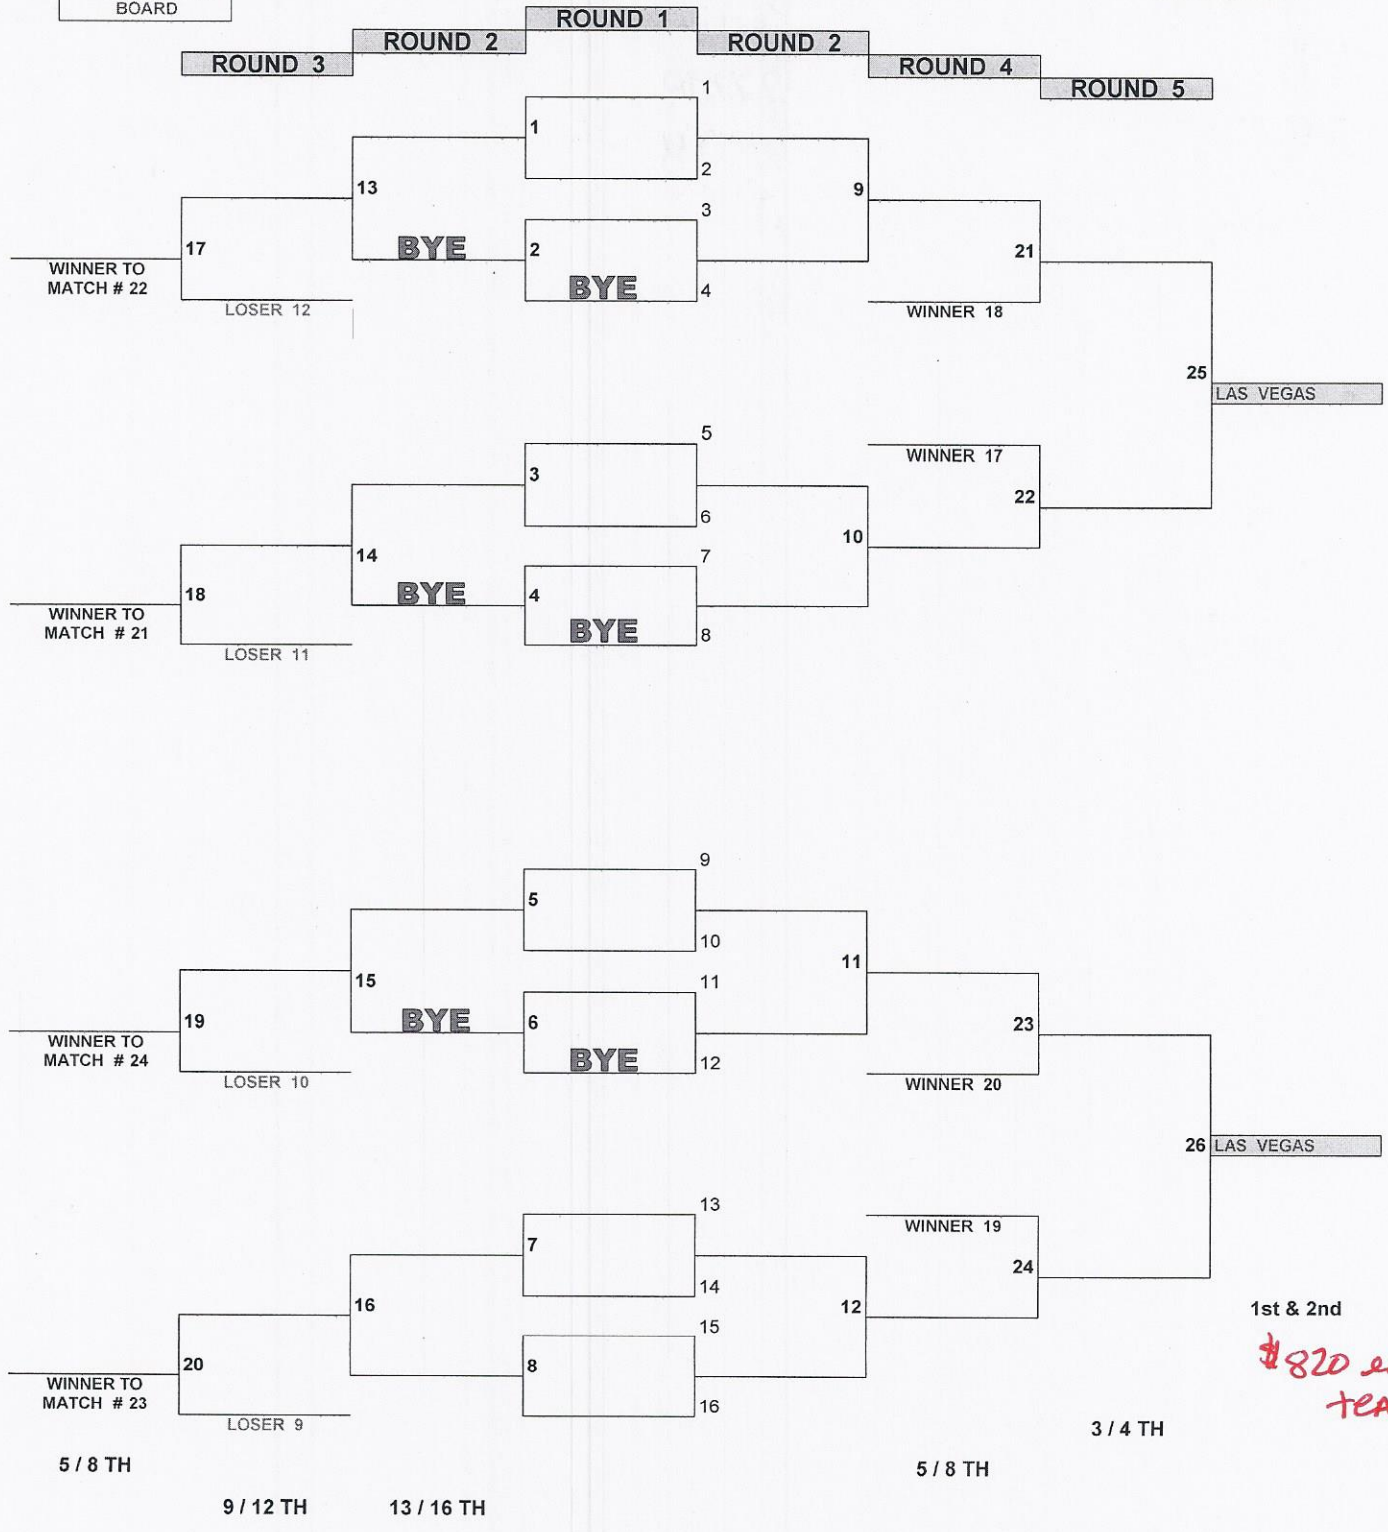 BOARD
ROUND 1
ROUND 2
ROUND 2
ROUND 3
ROUND 4
ROUND 5
1
1
2
13
9
3
17
BYE
2
21
WINNER TO
MATCH # 22
BYE
4
LOSER 12
WINNER 18
25
LAS VEGAS
5
WINNER 17
3
22
6
10
14
7
18
BYE
4
WINNER TO
MATCH # 21
BYE
8
LOSER 11
9
5
10
11
15
11
19
BYE
6
23
WINNER TO
MATCH # 24
BYE
12
LOSER 10
WINNER 20
26
LAS VEGAS
13
WINNER 19
7
24
14
16
12
1st & 2nd
15
20
8
$820
WINNER TO
MATCH # 23
16
LOSER 9
3 / 4 TH
5 / 8 TH
5 / 8 TH
9 / 12 TH
13 / 16 TH